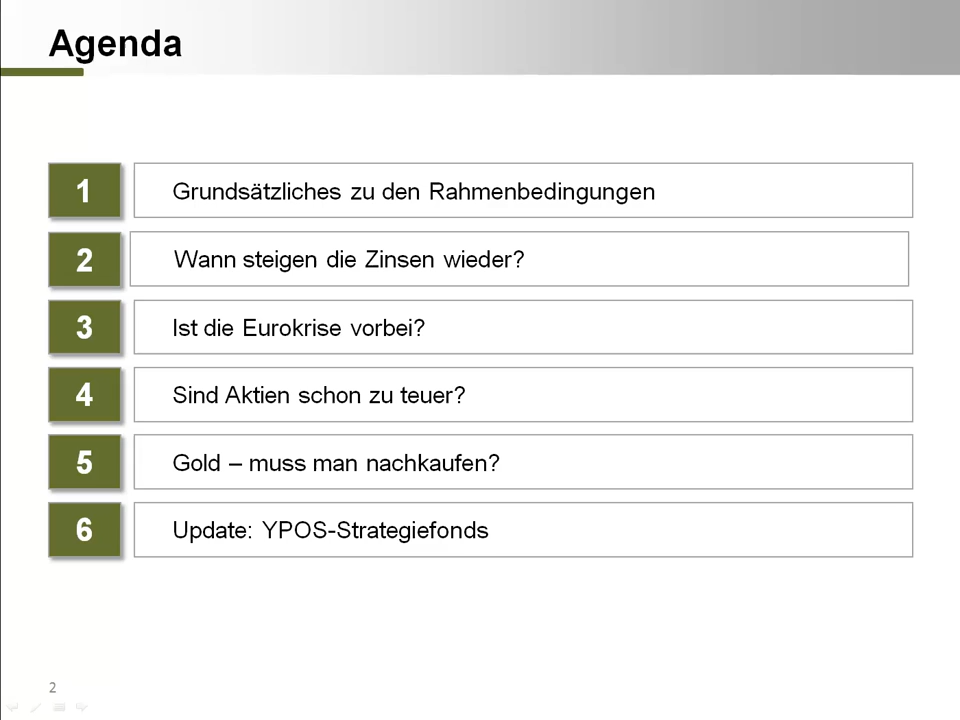 Agenda
1 Grundsätzliches zu den Rahmenbedingungen
2 Wann steigen die Zinsen wieder?
3 Ist die Eurokrise vorbei?
4 Sind Aktien schon zu teuer?
5 Gold – muss man nachkaufen?
6 Update: YPOS-Strategiefonds
2